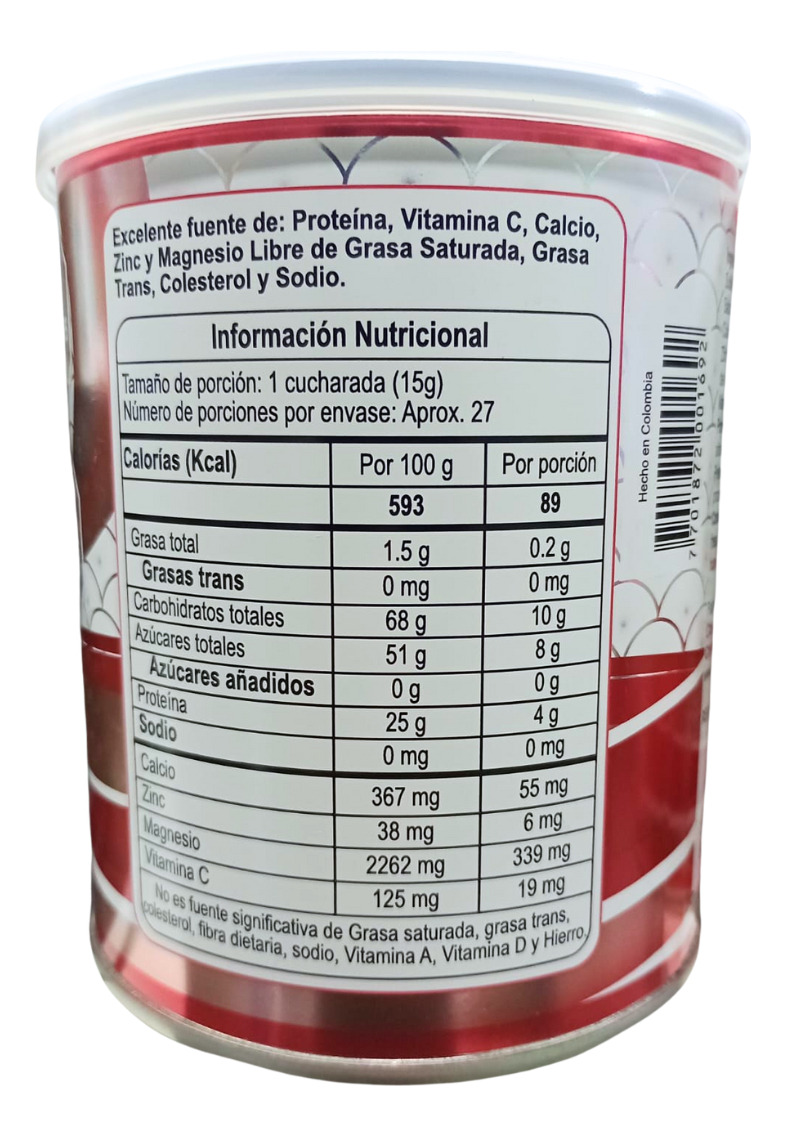 Excelente fuente de: Proteína, Vitamina C, Calcio,
Zinc y Magnesio Libre de Grasa Saturada, Grasa
Trans, Colesterol y Sodio.
Información Nutricional
Tamaño de porción: 1 cucharada (15g)
Número de porciones por envase: Aprox. 27
Calorías (Kcal) Por 100 g Por porción
593 89
Grasa total 1.5 g 0.2 g
Grasas trans 0 mg 0 mg
Carbohidratos totales 68 g 10 g
Azúcares totales 51 g 8 g
Azúcares añadidos 0 g 0 g
Proteína 25 g 4 g
Sodio 0 mg 0 mg
Calcio 367 mg 55 mg
Zinc 38 mg 6 mg
Magnesio 2262 mg 339 mg
Vitamina C 125 mg 19 mg
No es fuente significativa de Grasa saturada, grasa trans,
colesterol, fibra dietaria, sodio, Vitamina A, Vitamina D y Hierro.
Hecho en Colombia
7 701872 001692